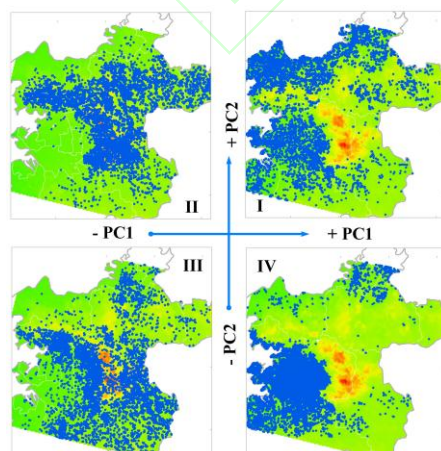 + PC2
II
I
- PC1
+ PC1
III
IV
- PC2